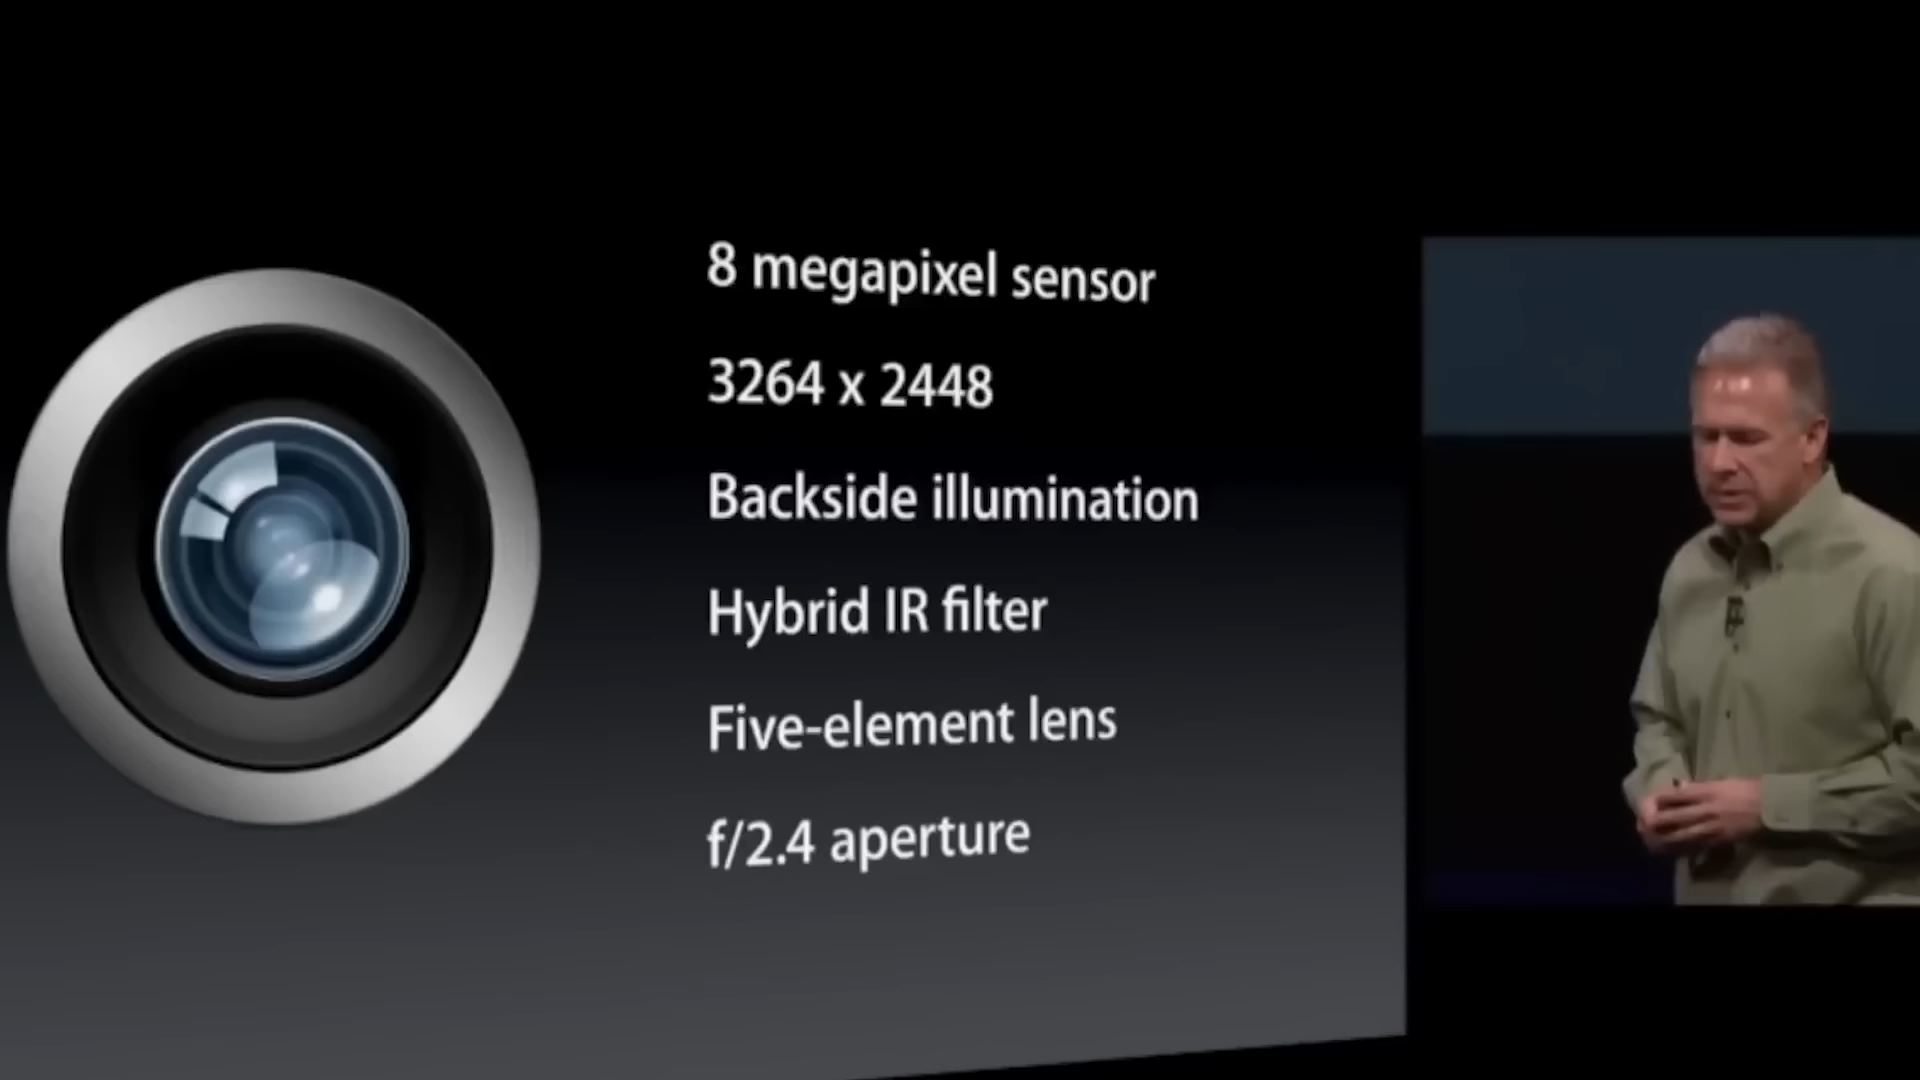 8 megapixel sensor
3264 x 2448
Backside illumination
Hybrid IR filter
Five-element lens
f/2.4 aperture